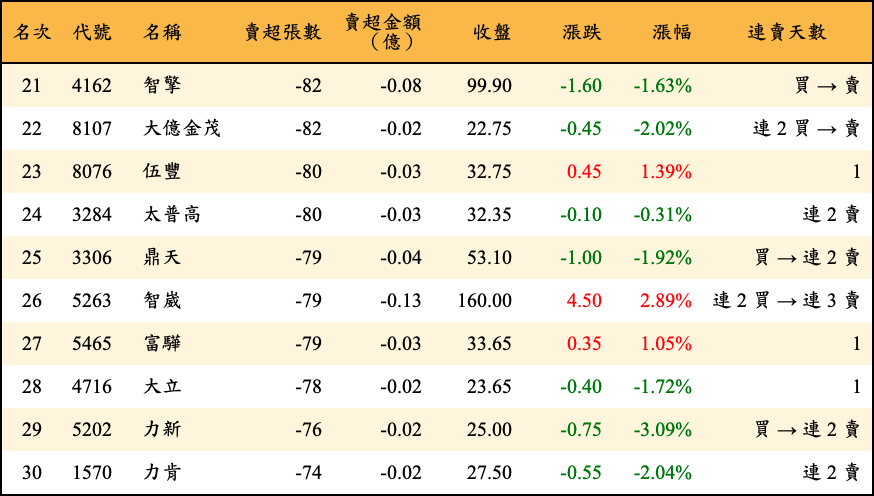 名次 代號 名稱 賣超張數 賣超金額(億) 收盤 漲跌 漲幅 連賣天數
21 4162 智擎 -82 -0.08 99.90 -1.60 -1.63% 買→賣
22 8107 大億金茂 -82 -0.02 22.75 -0.45 -2.02% 連2買→賣
23 8076 伍豐 -80 -0.03 32.75 0.45 1.39% 1
24 3284 太普高 -80 -0.03 32.35 -0.10 -0.31% 連2賣
25 3306 鼎天 -79 -0.04 53.10 -1.00 -1.92% 買→連2賣
26 5263 智崴 -79 -0.13 160.00 4.50 2.89% 連2買→連3賣
27 5465 富驊 -79 -0.03 33.65 0.35 1.05% 1
28 4716 大立 -78 -0.02 23.65 -0.40 -1.72% 1
29 5202 力新 -76 -0.02 25.00 -0.75 -3.09% 買→連2賣
30 1570 力肯 -74 -0.02 27.50 -0.55 -2.04% 連2賣